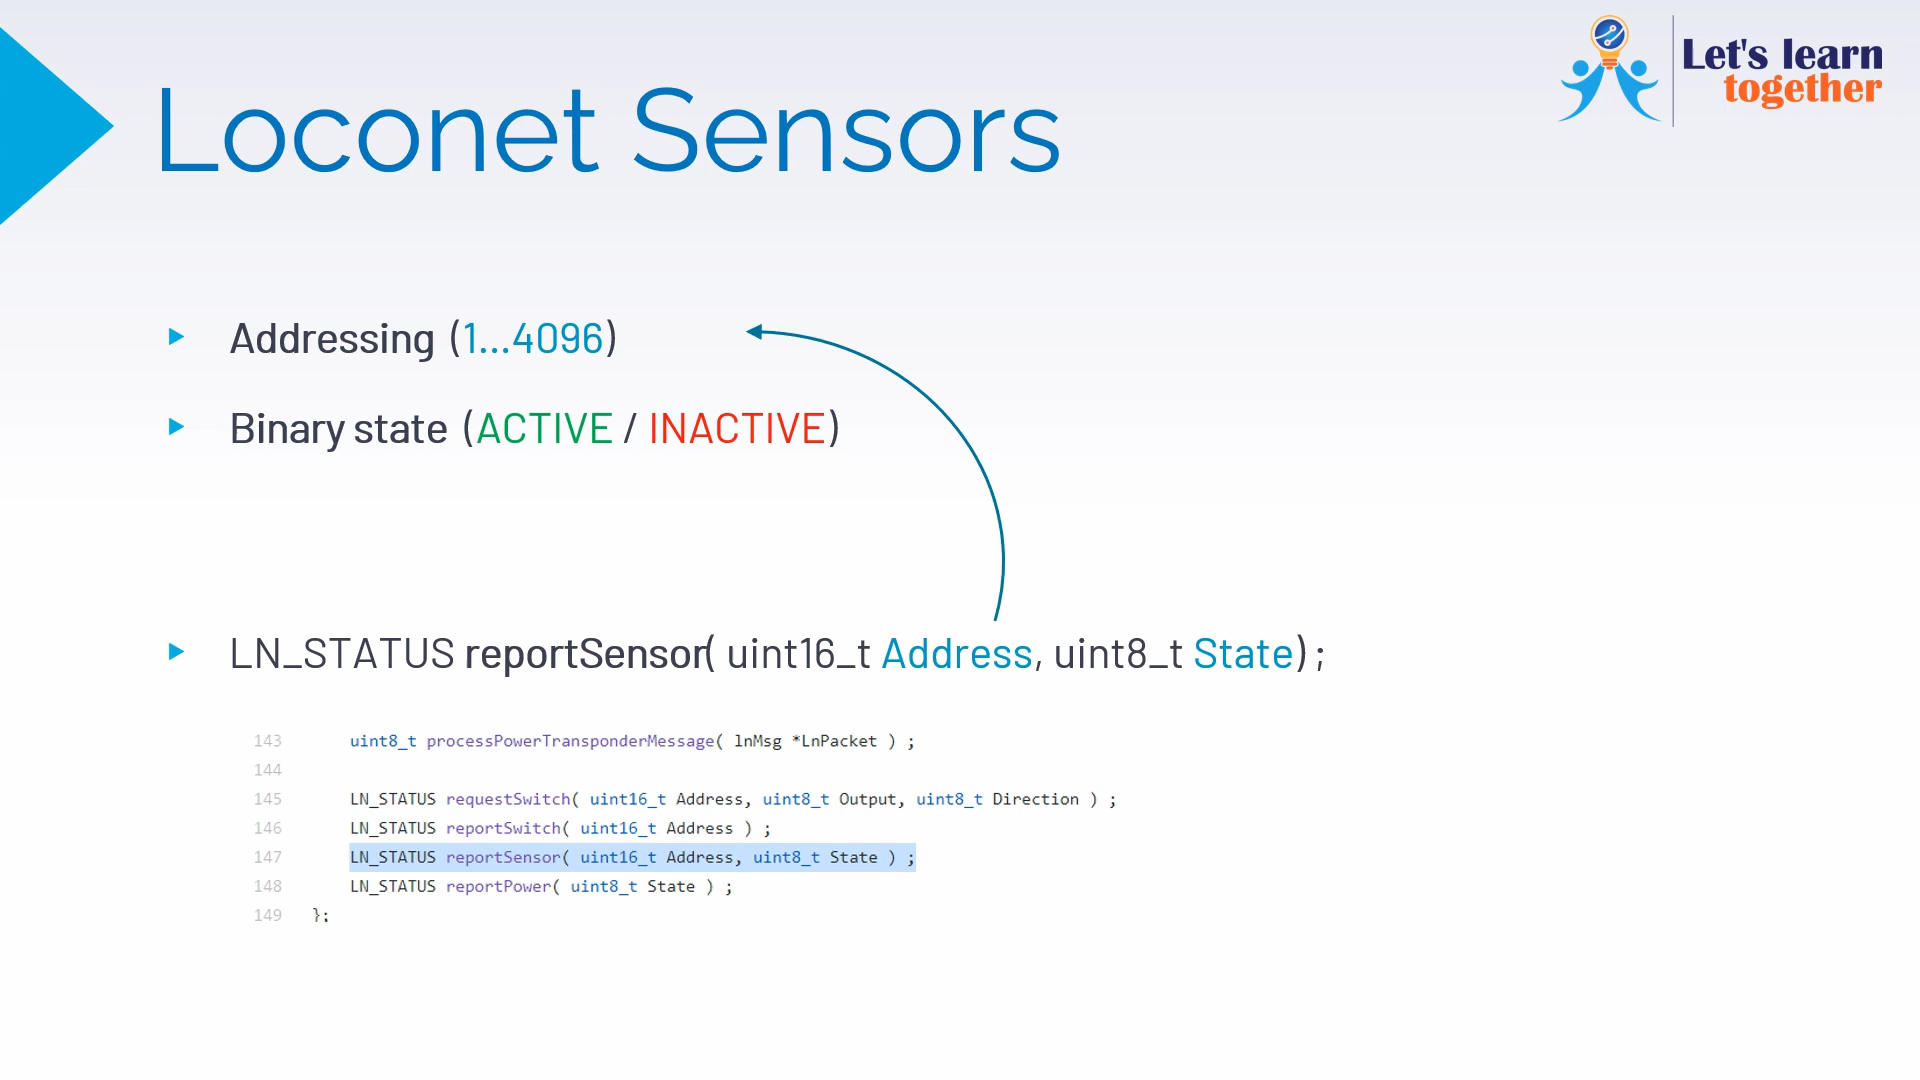 Let's learn
together
Loconet Sensors
Addressing (1...4096)
Binary state (ACTIVE / INACTIVE)
LN_STATUS reportSensor( uint16_t Address, uint8_t State) ;
143 uint8_t processPowerTransponderMessage( lnMsg *LnPacket ) ;
144
145 LN_STATUS requestSwitch( uint16_t Address, uint8_t Output, uint8_t Direction ) ;
146 LN_STATUS reportSwitch( uint16_t Address ) ;
147 LN_STATUS reportSensor( uint16_t Address, uint8_t State ) ;
148 LN_STATUS reportPower( uint8_t State ) ;
149 };